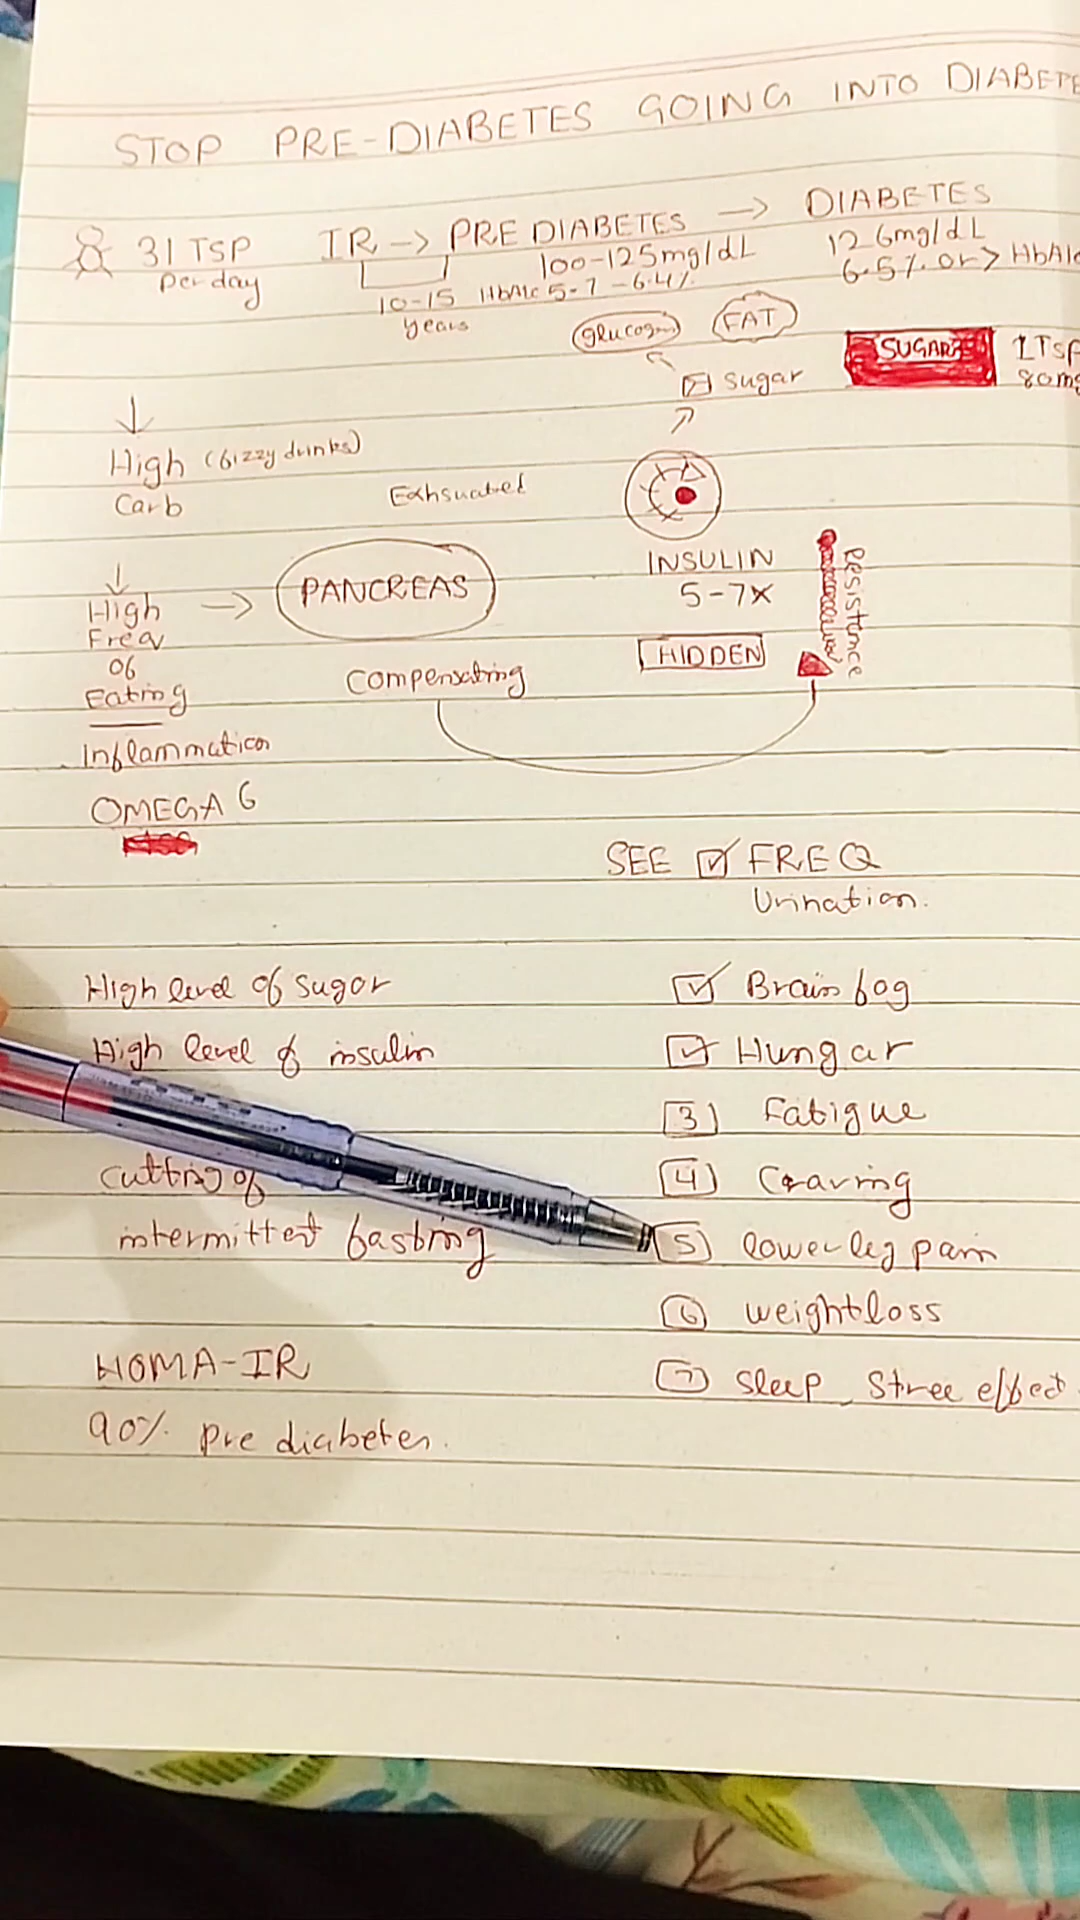 STOP PRE-DIABETES GOING INTO DIABETE
31 TSP IR → PRE DIABETES → DIABETES
Per day 100-125mg/dL 126mg/dL
10-15 HbA1c 5.7 - 6.4% 6.5% or > HbA1c
years
glucogn FAT
SUGAR 1 Tsp
sugar 80mg
High (fizzy drinks)
Carb
Exhsuated
INSULIN
5-7x
Resistance
High → PANCREAS
Freq
of
Eating
HIDDEN
Compensating
Inflammation
OMEGA 6
SEE ☑ FREQ
Urination.
High level of sugar
☑ Brain fog
High level of insulin
☑ Hungar
3 Fatigue
Cutting of
4 Craving
intermittet fasting
5 lower leg pain
6 weightloss
HOMA-IR
7 Sleep, Stree effect
90% Pre diabetes.